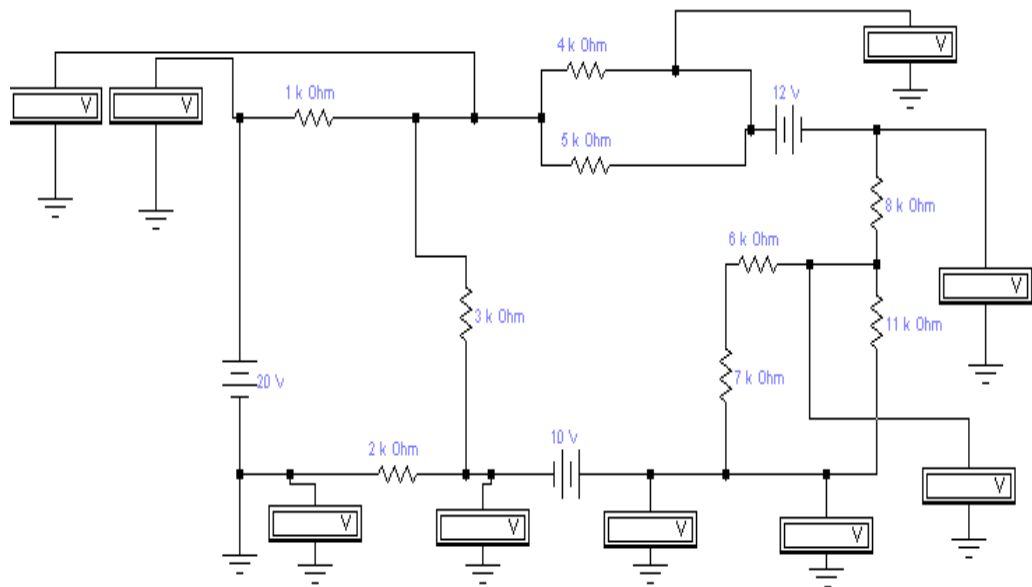 V
4 k Ohm
1 k Ohm
12 V
V
V
5 k Ohm
8 k Ohm
6 k Ohm
V
3 k Ohm
11 k Ohm
7 k Ohm
20 V
2 k Ohm
10 V
V
V
V
V
V